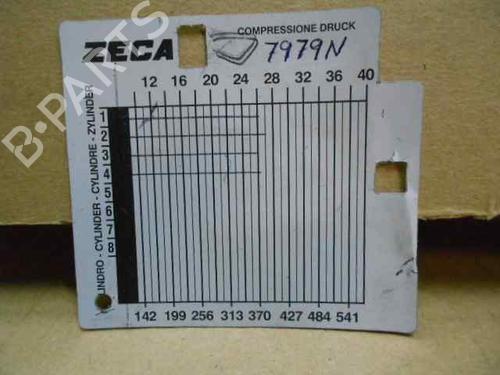 ZECA
COMPRESSIONE DRUCK
7979N
12 16 20 24 28 32 36 40
CILINDRO - CYLINDER - CYLINDRE - ZYLINDER
1
2
3
4
5
6
7
8
142 199 256 313 370 427 484 541
B-PARTS